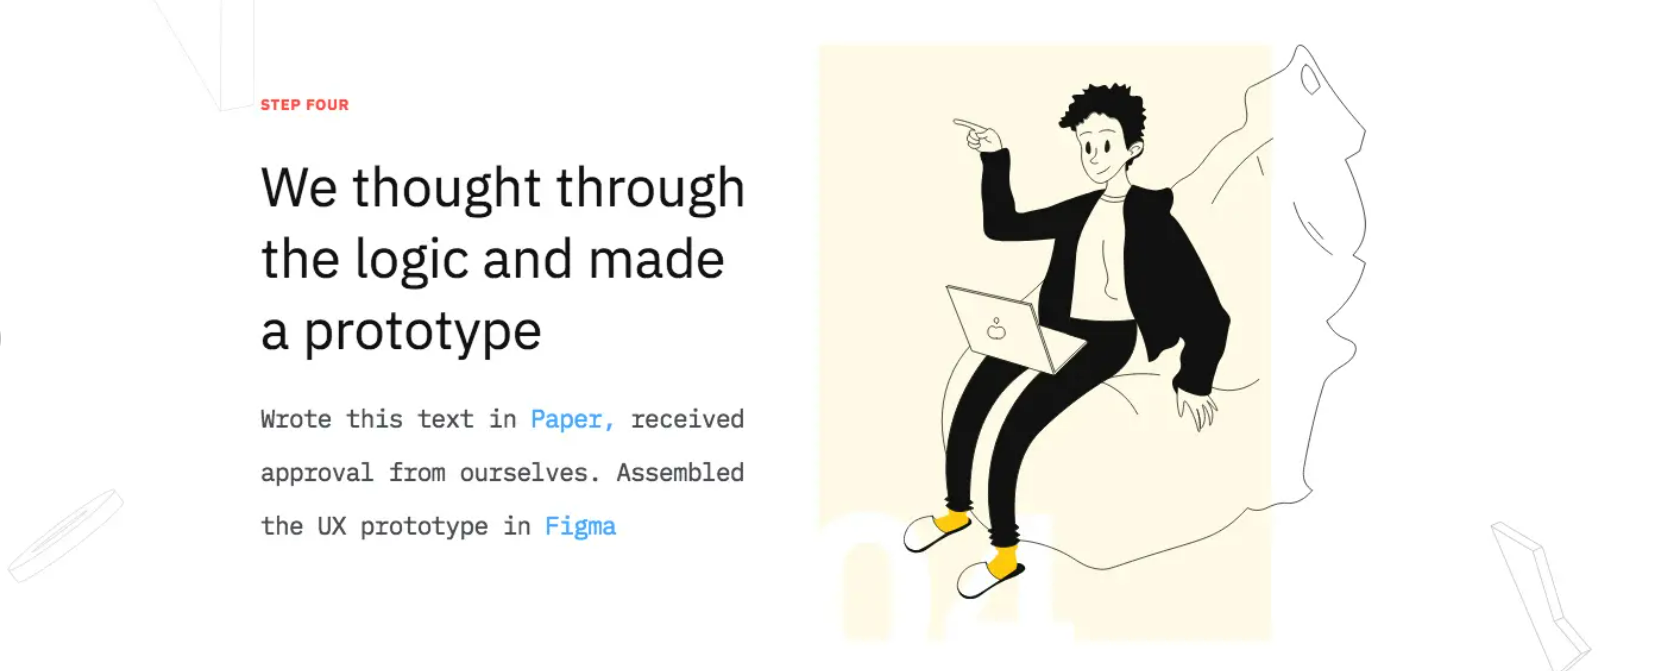 STEP FOUR
We thought through
the logic and made
a prototype
Wrote this text in Paper, received
approval from ourselves. Assembled
the UX prototype in Figma
04